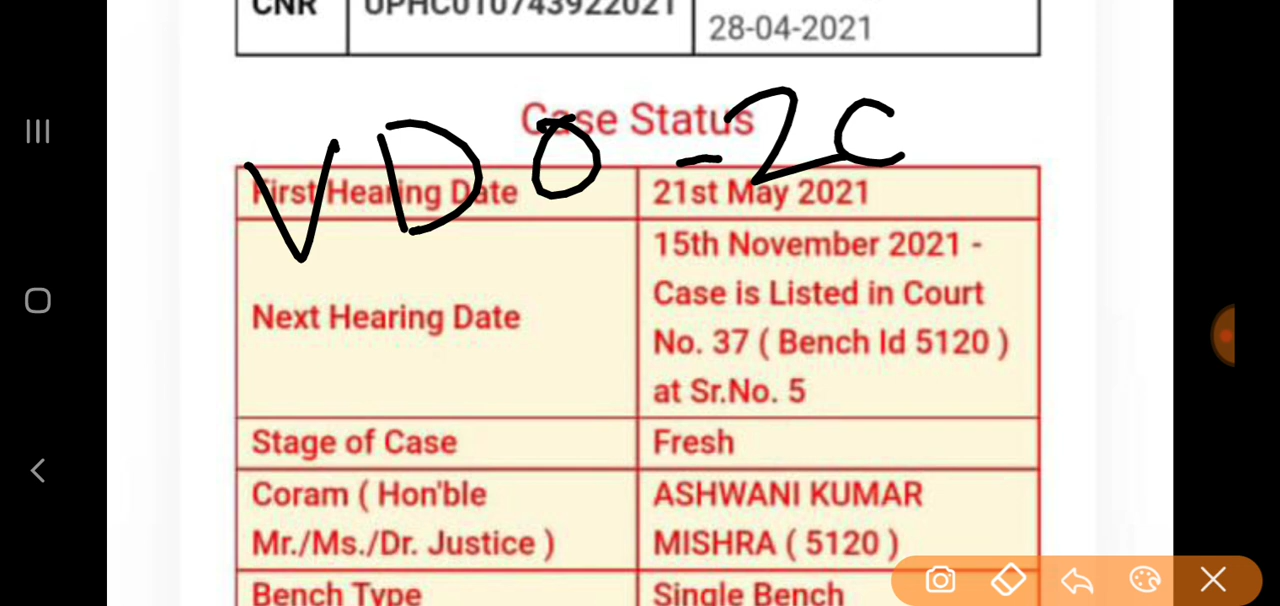 CNR UPHC010743922021
28-04-2021
Case Status
VDO-2C
First Hearing Date 21st May 2021
Next Hearing Date 15th November 2021 -
Case is Listed in Court
No. 37 ( Bench Id 5120 )
at Sr.No. 5
Stage of Case Fresh
Coram ( Hon'ble ASHWANI KUMAR
Mr./Ms./Dr. Justice ) MISHRA ( 5120 )
Bench Type Single Bench